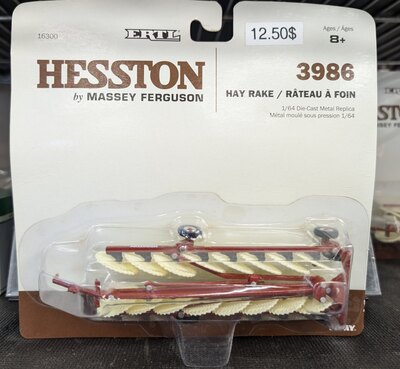 16300
ERTL
12.50$
Ages / Âges
8+
HESSTON
by MASSEY FERGUSON
3986
HAY RAKE / RÂTEAU À FOIN
1/64 Die-Cast Metal Replica
Métal moulé sous pression 1/64